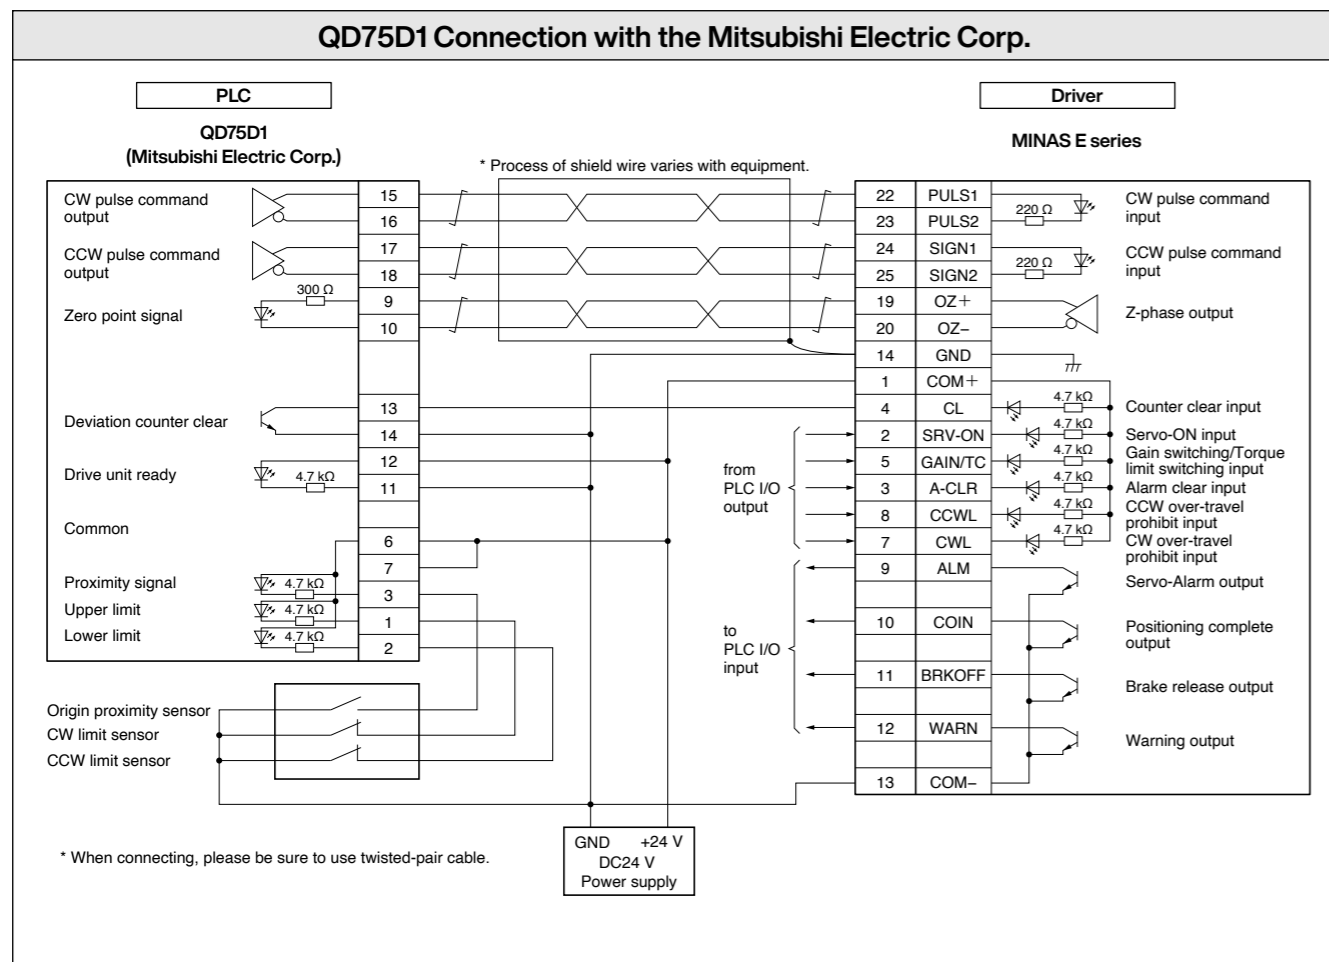 QD75D1 Connection with the Mitsubishi Electric Corp.
PLC
QD75D1
(Mitsubishi Electric Corp.)
Driver
MINAS E series
* Process of shield wire varies with equipment.
CW pulse command
output
CCW pulse command
output
300 Ω
Zero point signal
Deviation counter clear
Drive unit ready
4.7 kΩ
Common
Proximity signal
4.7 kΩ
Upper limit
4.7 kΩ
Lower limit
4.7 kΩ
15
16
17
18
9
10
13
14
12
11
6
7
3
1
2
Origin proximity sensor
CW limit sensor
CCW limit sensor
from
PLC I/O
output
to
PLC I/O
input
22 PULS1
23 PULS2
24 SIGN1
25 SIGN2
19 OZ+
20 OZ−
14 GND
1 COM+
4 CL
2 SRV-ON
5 GAIN/TC
3 A-CLR
8 CCWL
7 CWL
9 ALM
10 COIN
11 BRKOFF
12 WARN
13 COM−
220 Ω
CW pulse command
input
220 Ω
CCW pulse command
input
Z-phase output
4.7 kΩ
Counter clear input
4.7 kΩ
Servo-ON input
4.7 kΩ
Gain switching/Torque
limit switching input
4.7 kΩ
Alarm clear input
4.7 kΩ
CCW over-travel
prohibit input
4.7 kΩ
CW over-travel
prohibit input
Servo-Alarm output
Positioning complete
output
Brake release output
Warning output
GND +24 V
DC24 V
Power supply
* When connecting, please be sure to use twisted-pair cable.